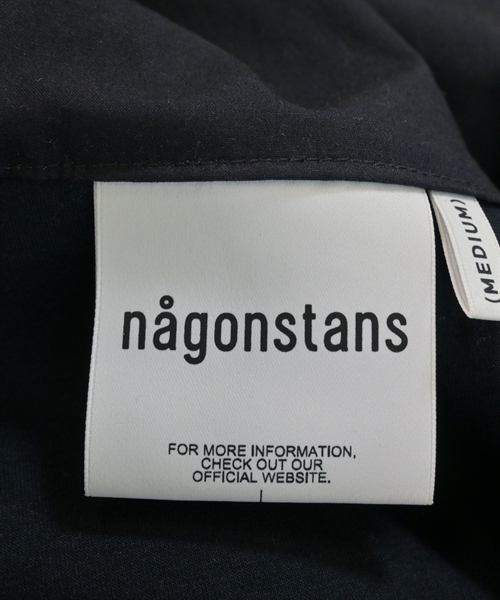 någonstans
FOR MORE INFORMATION,
CHECK OUT OUR
OFFICIAL WEBSITE.
(MEDIUM)